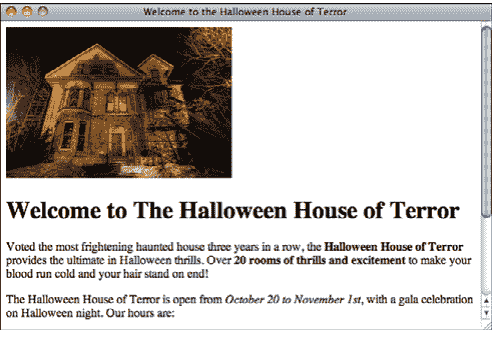 Welcome to the Halloween House of Terror
Welcome to The Halloween House of Terror
Voted the most frightening haunted house three years in a row, the Halloween House of Terror
provides the ultimate in Halloween thrills. Over 20 rooms of thrills and excitement to make your
blood run cold and your hair stand on end!
The Halloween House of Terror is open from October 20 to November 1st, with a gala celebration
on Halloween night. Our hours are: